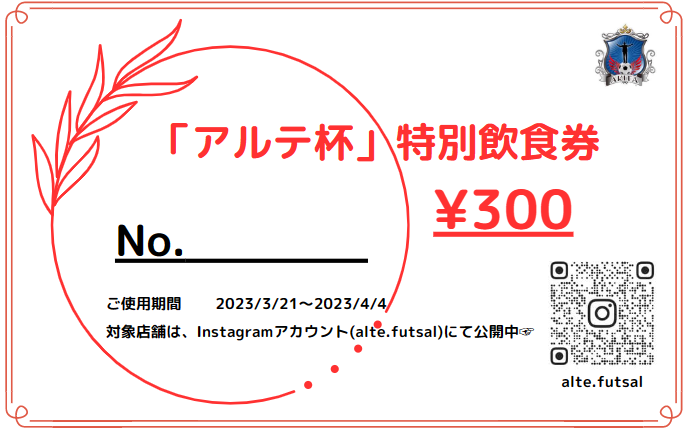 ARUTA
「アルテ杯」特別飲食券
¥300
No.
ご使用期間 2023/3/21～2023/4/4
対象店舗は、Instagramアカウント(alte.futsal)にて公開中☞
alte.futsal